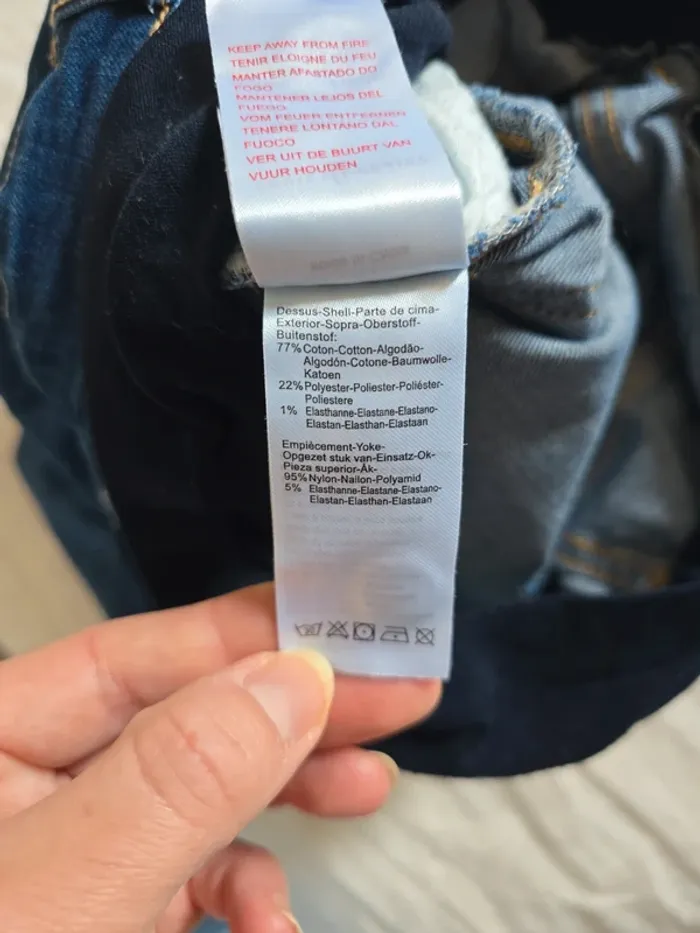 KEEP AWAY FROM FIRE
TENIR ELOIGNE DU FEU
MANTER AFASTADO DO
FOGO
MANTENER LEJOS DEL
FUEGO
VOM FEUER ENTFERNEN
TENERE LONTANO DAL
FUOCO
VER UIT DE BUURT VAN
VUUR HOUDEN
Dessus-Shell-Parte de cima-
Exterior-Sopra-Oberstoff-
Buitenstof:
77% Coton-Cotton-Algodão-
Algodón-Cotone-Baumwolle-
Katoen
22% Polyester-Poliester-Poliéster-
Poliestere
1% Elasthanne-Elastane-Elastano-
Elastan-Elasthan-Elastaan
Empiècement-Yoke-
Opgezet stuk van-Einsatz-Ok-
Pieza superior-Ák-
95% Nylon-Nailon-Polyamid
5% Elasthanne-Elastane-Elastano-
Elastan-Elasthan-Elastaan